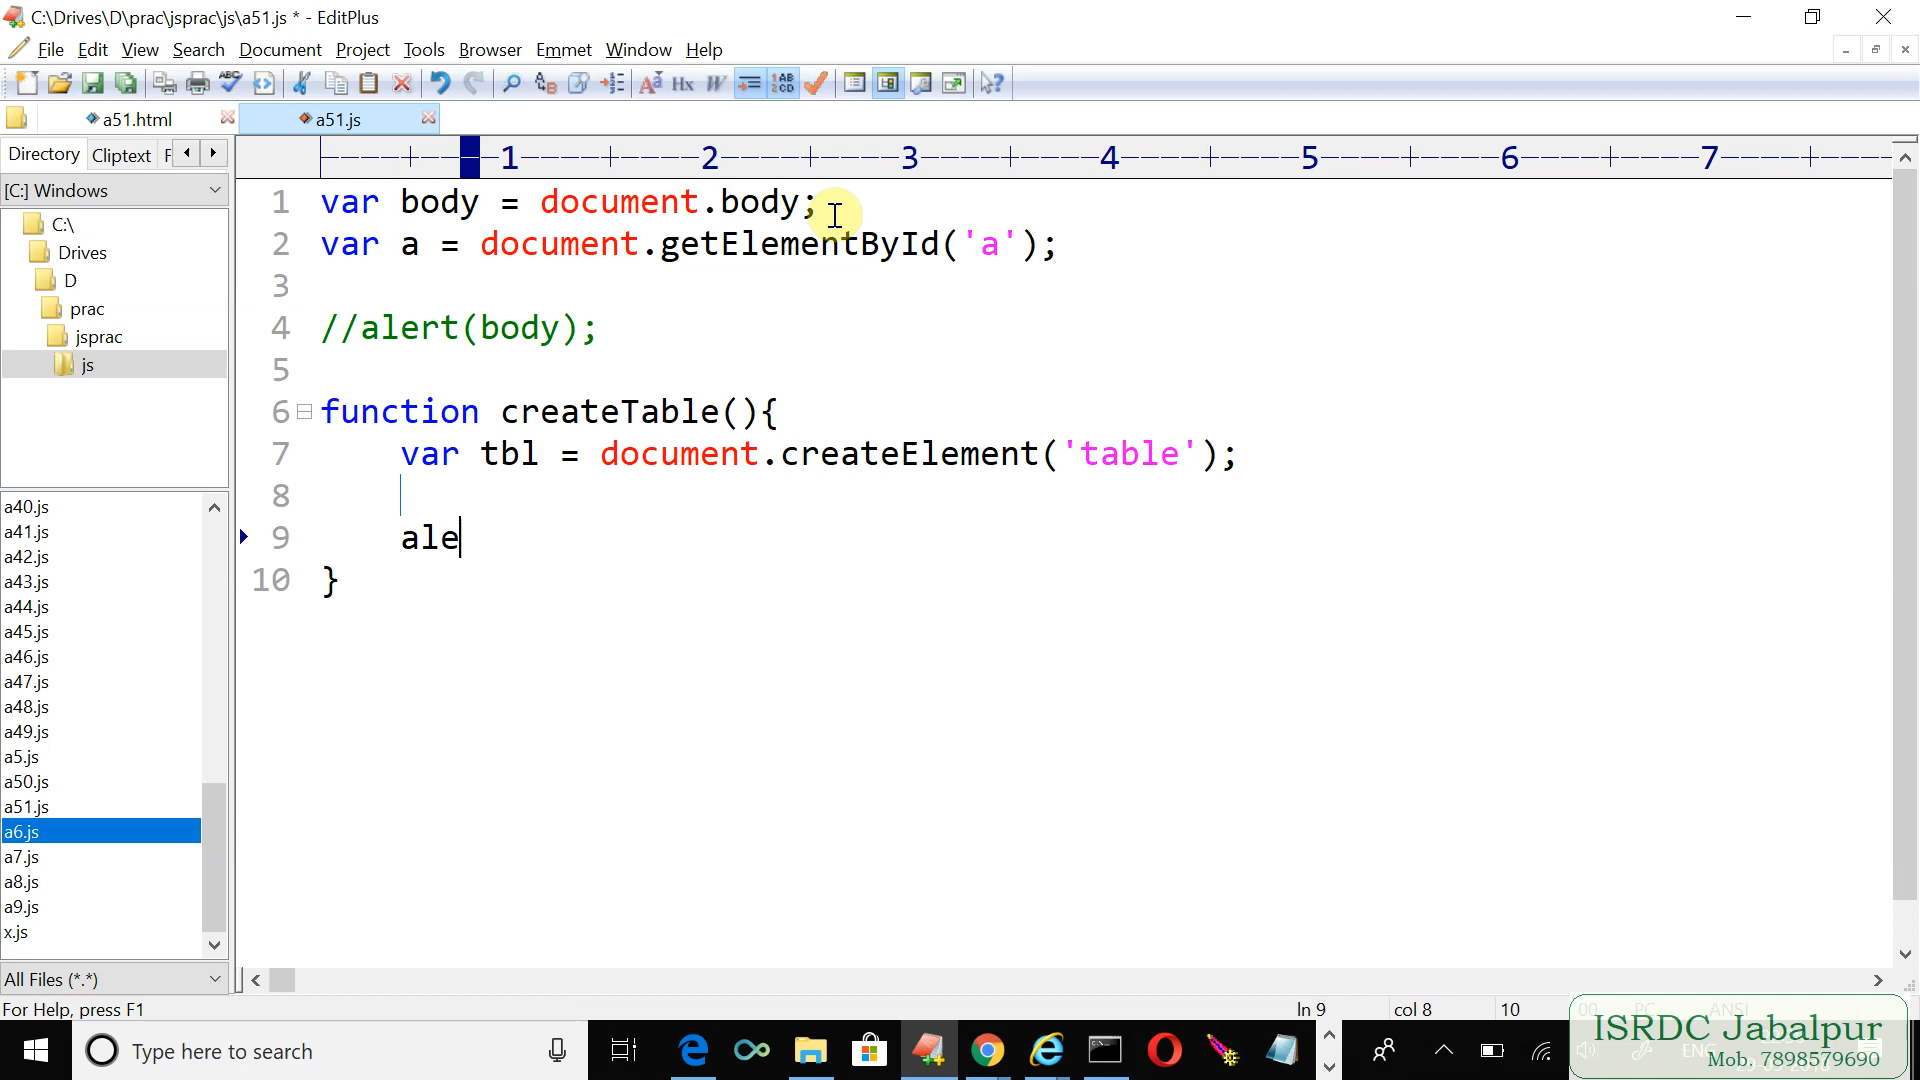 C:\Drives\D\prac\jsprac\js\a51.js * - EditPlus
File Edit View Search Document Project Tools Browser Emmet Window Help
a51.html a51.js
Directory Cliptext F
[C:] Windows
C:\
Drives
D
prac
jsprac
js
a40.js
a41.js
a42.js
a43.js
a44.js
a45.js
a46.js
a47.js
a48.js
a49.js
a5.js
a50.js
a51.js
a6.js
a7.js
a8.js
a9.js
x.js
All Files (*.*)
----+----1----+----2----+----3----+----4----+----5----+----6----+----7----+--
1 var body = document.body;
2 var a = document.getElementById('a');
3
4 //alert(body);
5
6 function createTable(){
7 var tbl = document.createElement('table');
8
9 ale
10 }
For Help, press F1 ln 9 col 8 10 00 PC ANSI
Type here to search ENG
ISRDC Jabalpur
Mob. 7898579690